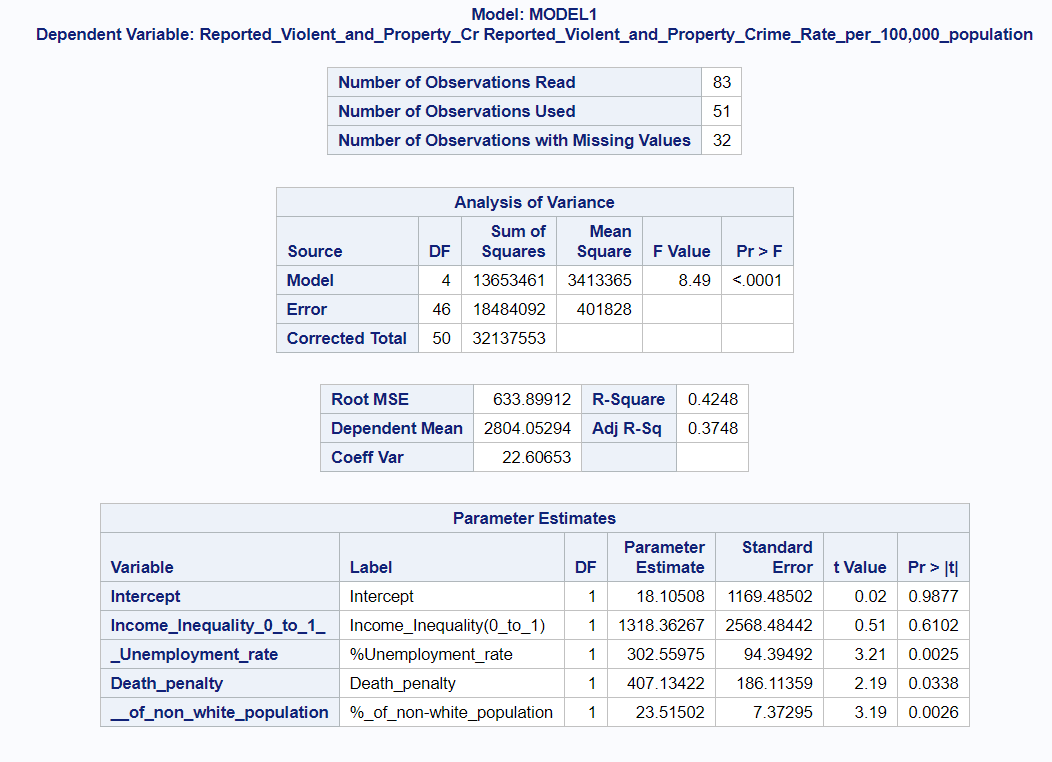 Model: MODEL1
Dependent Variable: Reported_Violent_and_Property_Cr Reported_Violent_and_Property_Crime_Rate_per_100,000_population
Number of Observations Read 83
Number of Observations Used 51
Number of Observations with Missing Values 32
Analysis of Variance
Source DF Sum of Squares Mean Square F Value Pr > F
Model 4 13653461 3413365 8.49 <.0001
Error 46 18484092 401828
Corrected Total 50 32137553
Root MSE 633.89912 R-Square 0.4248
Dependent Mean 2804.05294 Adj R-Sq 0.3748
Coeff Var 22.60653
Parameter Estimates
Variable Label DF Parameter Estimate Standard Error t Value Pr > |t|
Intercept Intercept 1 18.10508 1169.48502 0.02 0.9877
Income_Inequality_0_to_1_ Income_Inequality(0_to_1) 1 1318.36267 2568.48442 0.51 0.6102
_Unemployment_rate %Unemployment_rate 1 302.55975 94.39492 3.21 0.0025
Death_penalty Death_penalty 1 407.13422 186.11359 2.19 0.0338
__of_non_white_population %_of_non-white_population 1 23.51502 7.37295 3.19 0.0026